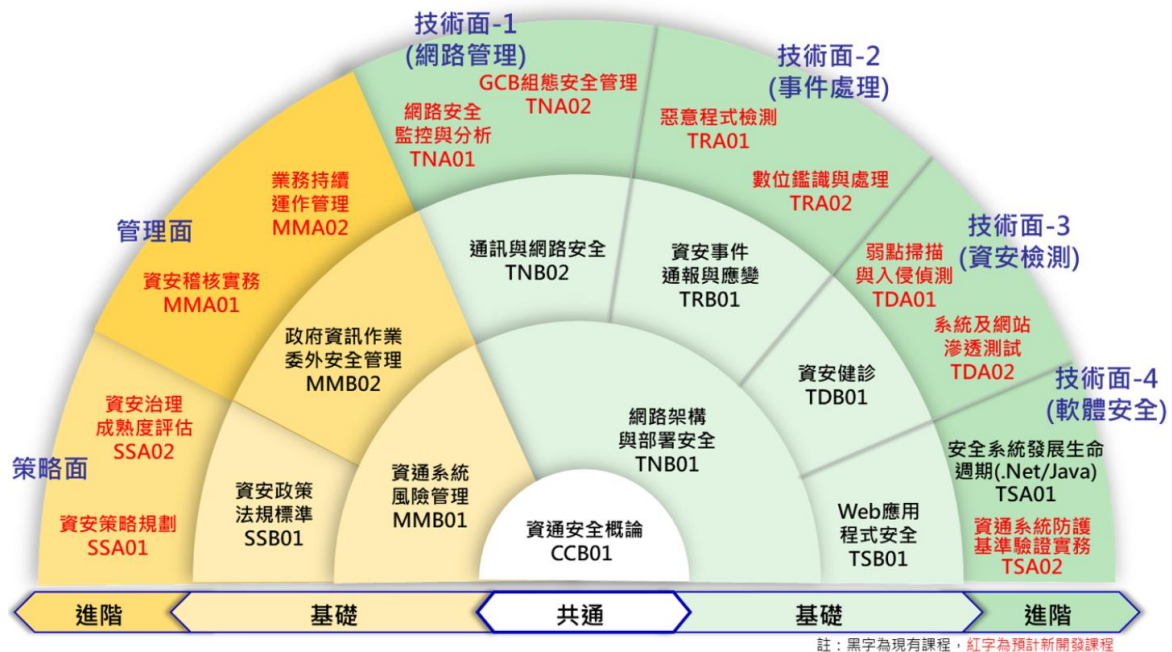 技術面-1
(網路管理)
GCB組態安全管理
TNA02
網路安全
監控與分析
TNA01
技術面-2
(事件處理)
惡意程式檢測
TRA01
數位鑑識與處理
TRA02
業務持續
運作管理
MMA02
管理面
資安稽核實務
MMA01
通訊與網路安全
TNB02
資安事件
通報與應變
TRB01
技術面-3
(資安檢測)
弱點掃描
與入侵偵測
TDA01
系統及網站
滲透測試
TDA02
政府資訊作業
委外安全管理
MMB02
資安健診
TDB01
技術面-4
(軟體安全)
資安治理
成熟度評估
SSA02
策略面
資安策略規劃
SSA01
資安政策
法規標準
SSB01
資通系統
風險管理
MMB01
網路架構
與部署安全
TNB01
資通安全概論
CCB01
Web應用
程式安全
TSB01
安全系統發展生命
週期(.Net/Java)
TSA01
資通系統防護
基準驗證實務
TSA02
進階
基礎
共通
基礎
進階
註：黑字為現有課程，紅字為預計新開發課程